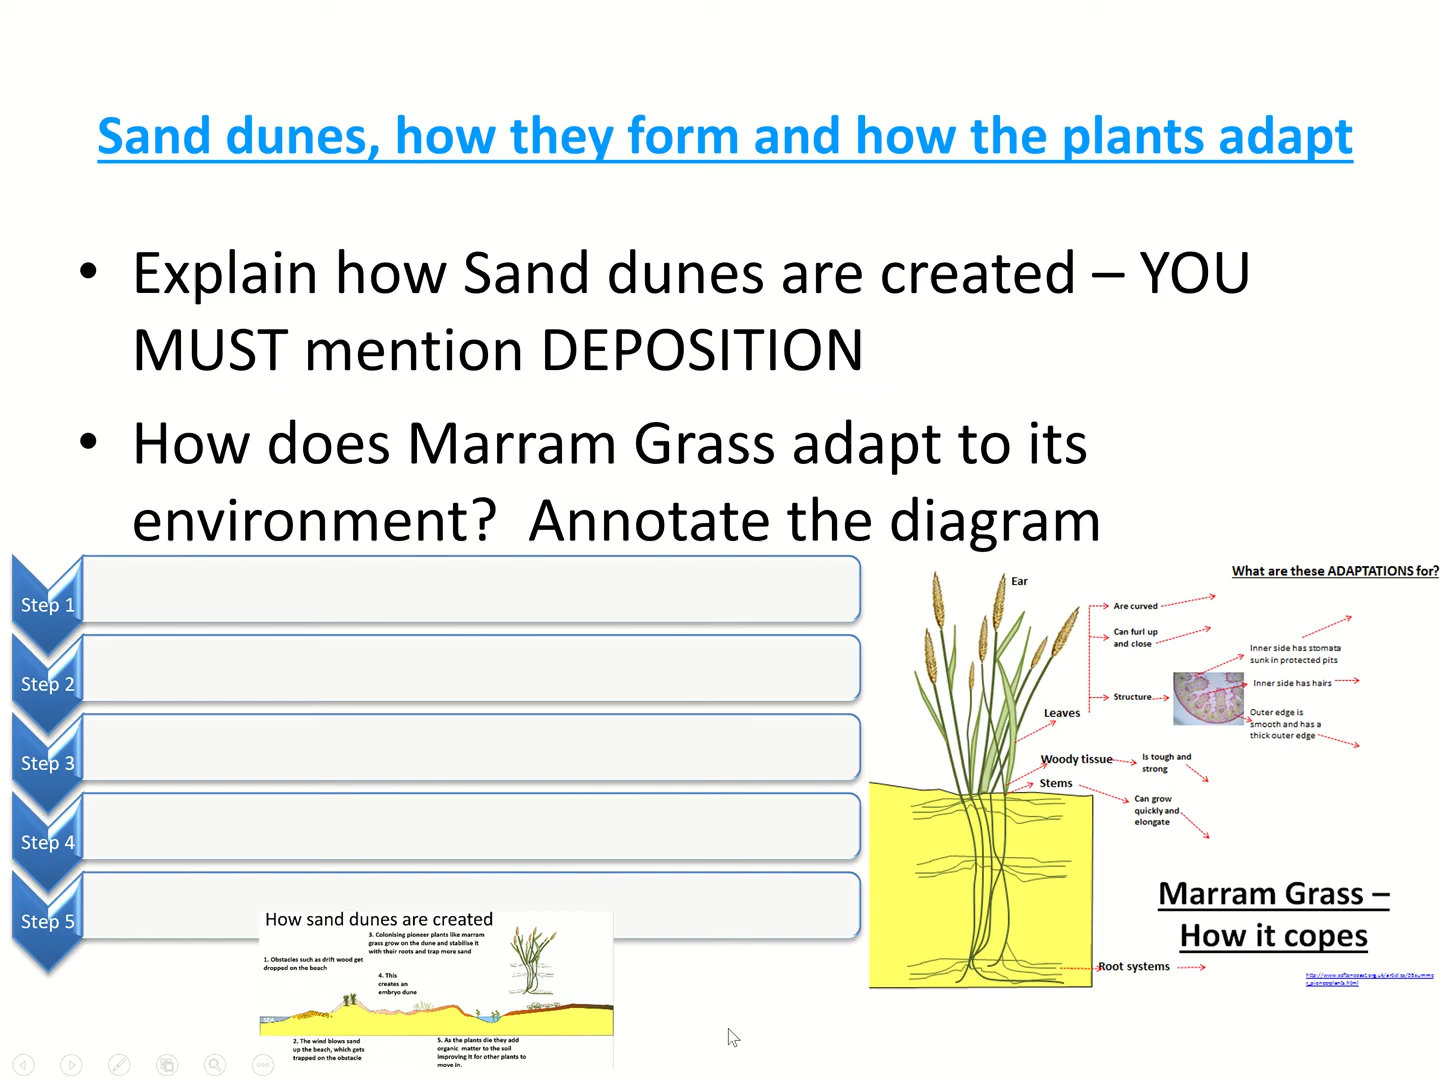 Sand dunes, how they form and how the plants adapt
• Explain how Sand dunes are created – YOU
MUST mention DEPOSITION
• How does Marram Grass adapt to its
environment?  Annotate the diagram
Step 1
Step 2
Step 3
Step 4
Step 5
How sand dunes are created
3. Colonising pioneer plants like marram
grass grow on the dune and stabilise it
with their roots and trap more sand
1. Obstacles such as drift wood get
dropped on the beach
4. This
creates an
embryo dune
SEA
2. The wind blows sand
up the beach, which gets
trapped on the obstacle
5. As the plants die they add
organic matter to the soil
improving it for other plants to
move in.
What are these ADAPTATIONS for?
Ear
Are curved
Can furl up
and close
Inner side has stomata
sunk in protected pits
Inner side has hairs
Structure
Outer edge is
smooth and has a
thick outer edge
Leaves
Woody tissue
Is tough and
strong
Stems
Can grow
quickly and
elongate
Marram Grass –
How it copes
Root systems